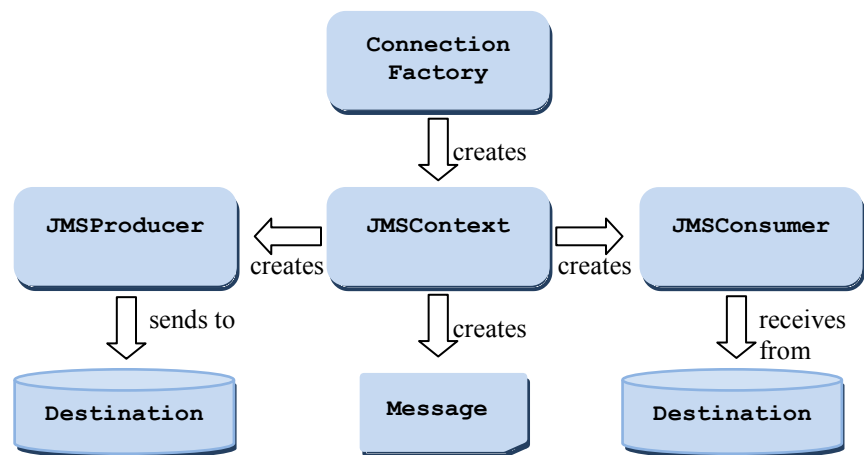 Connection
Factory
creates
JMSProducer
JMSContext
JMSConsumer
creates
creates
sends to
creates
receives
from
Destination
Message
Destination